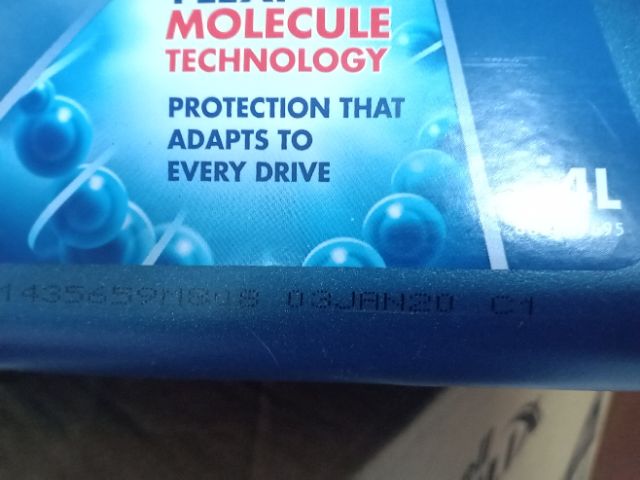 MOLECULE
TECHNOLOGY
PROTECTION THAT
ADAPTS TO
EVERY DRIVE
4L
03JAN20 C1